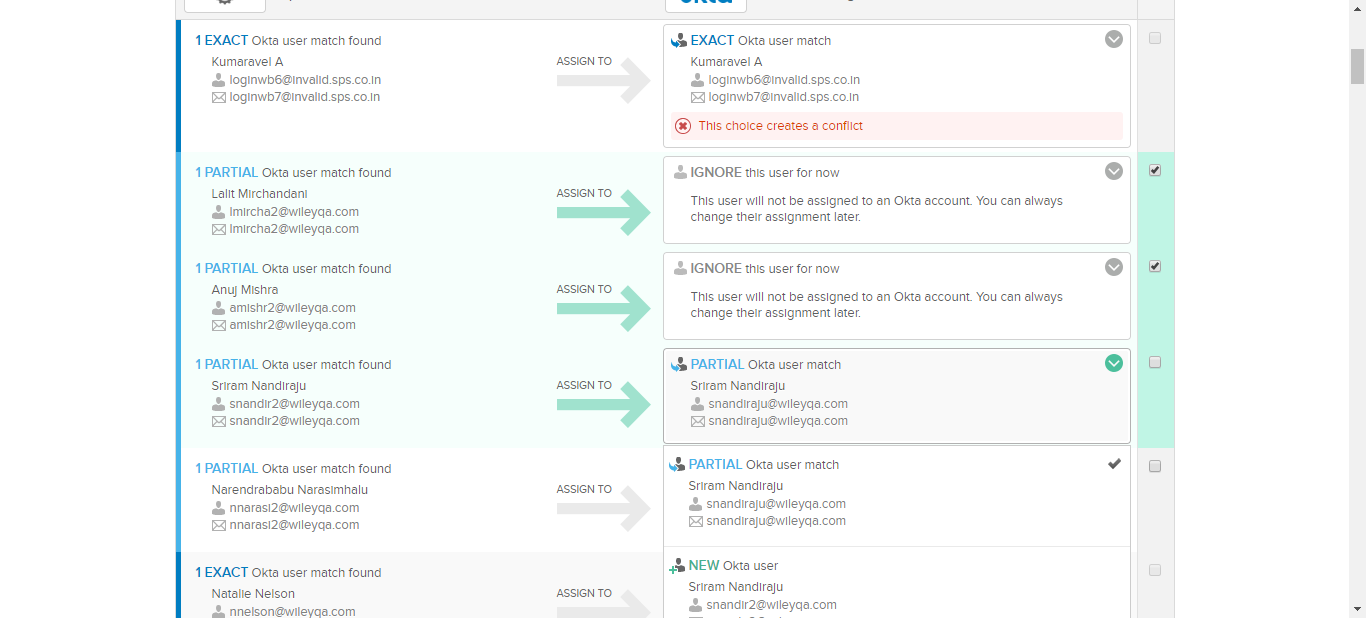 okta
1 EXACT Okta user match found
Kumaravel A
loginwb6@invalid.sps.co.in
loginwb7@invalid.sps.co.in
ASSIGN TO
EXACT Okta user match
Kumaravel A
loginwb6@invalid.sps.co.in
loginwb7@invalid.sps.co.in
This choice creates a conflict
1 PARTIAL Okta user match found
Lalit Mirchandani
lmircha2@wileyqa.com
lmircha2@wileyqa.com
ASSIGN TO
IGNORE this user for now
This user will not be assigned to an Okta account. You can always
change their assignment later.
1 PARTIAL Okta user match found
Anuj Mishra
amishr2@wileyqa.com
amishr2@wileyqa.com
ASSIGN TO
IGNORE this user for now
This user will not be assigned to an Okta account. You can always
change their assignment later.
1 PARTIAL Okta user match found
Sriram Nandiraju
snandir2@wileyqa.com
snandir2@wileyqa.com
ASSIGN TO
PARTIAL Okta user match
Sriram Nandiraju
snandiraju@wileyqa.com
snandiraju@wileyqa.com
1 PARTIAL Okta user match found
Narendrababu Narasimhalu
nnarasi2@wileyqa.com
nnarasi2@wileyqa.com
ASSIGN TO
PARTIAL Okta user match
Sriram Nandiraju
snandiraju@wileyqa.com
snandiraju@wileyqa.com
1 EXACT Okta user match found
Natalie Nelson
nnelson@wileyqa.com
ASSIGN TO
NEW Okta user
Sriram Nandiraju
snandir2@wileyqa.com